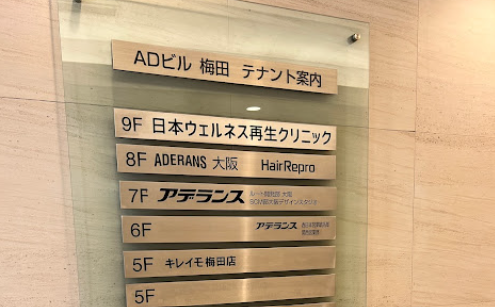 ADビル 梅田 テナント案内
9F 日本ウェルネス再生クリニック
8F ADERANS 大阪 HairRepro
7F アデランス
6F アデランス
5F キレイモ 梅田店
5F